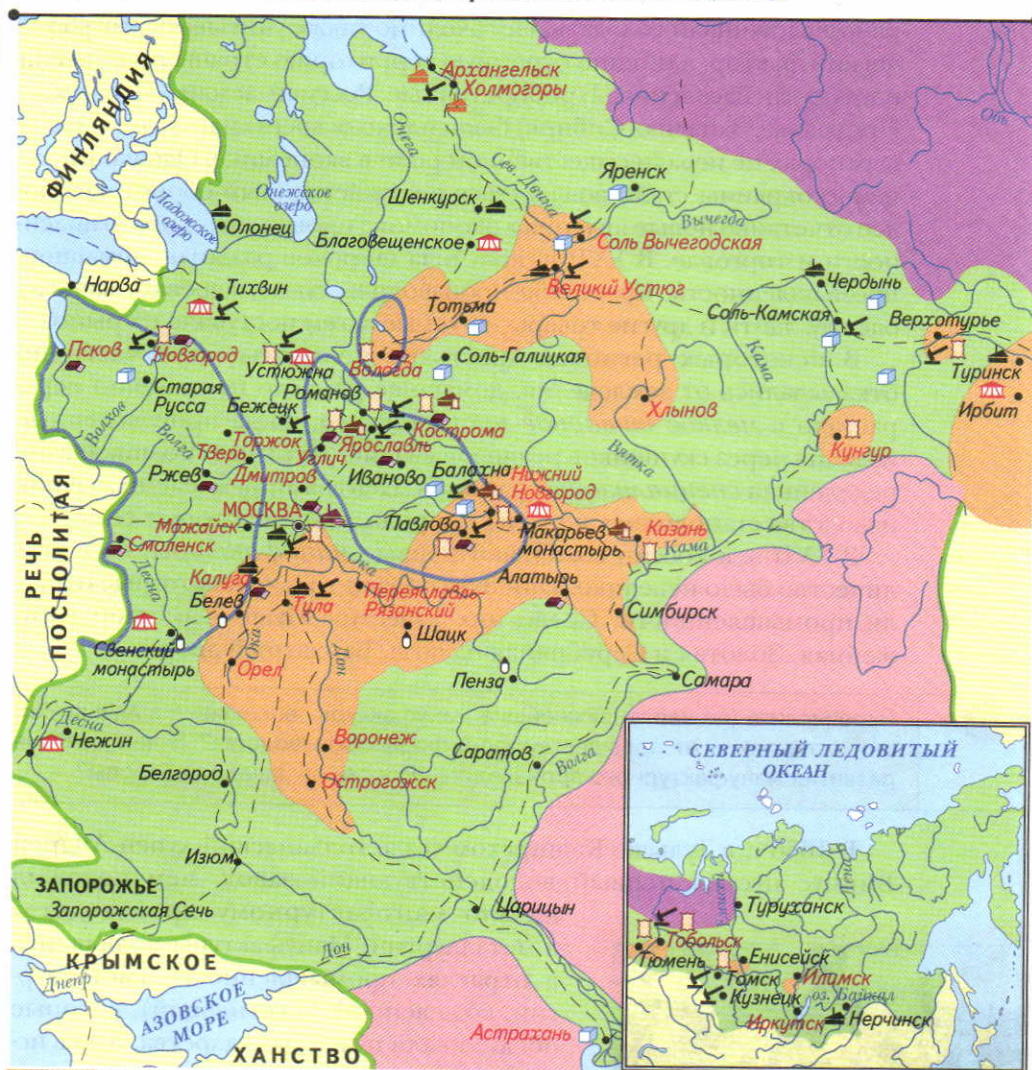 ФИНЛЯНДИЯ
Архангельск
Холмогоры
Обь
Онега
Сев. Двина
Яренск
Шенкурск
Вычегда
Онежское
озеро
Ладожское
озеро
Олонец
Благовещенское
Соль Вычегодская
Нарва
Тихвин
Великий Устюг
Чердынь
Тотьма
Соль-Камская
Верхотурье
Псков
Новгород
Вологда
Соль-Галицкая
Кама
Туринск
Устюжна
Старая
Русса
Романов
Хлынов
Ирбит
Волхов
Бежецк
Кострома
Волга
Торжок
Ярославль
Вятка
Кунгур
Тверь
Углич
Иваново
Балахна
Нижний
Новгород
Ржев
Дмитров
МОСКВА
Павлово
Макарьев
монастырь
Казань
Можайск
Смоленск
Кама
РЕЧЬ
ПОСПОЛИТАЯ
Десна
Ока
Калуга
Переяславль-
Рязанский
Алатырь
Белев
Тула
Симбирск
Шацк
Свенский
монастырь
Ока
Дон
Орел
Пенза
Самара
Десна
Нежин
Воронеж
Саратов
Волга
Белгород
Острогожск
Изюм
ЗАПОРОЖЬЕ
Запорожская Сечь
Царицын
Дон
КРЫМСКОЕ
Днепр
АЗОВСКОЕ
МОРЕ
ХАНСТВО
Астрахань
СЕВЕРНЫЙ ЛЕДОВИТЫЙ
ОКЕАН
Лена
Енисей
Туруханск
Тобольск
Тюмень
Енисейск
Томск
Илимск
Кузнецк
оз. Байкал
Иркутск
Нерчинск